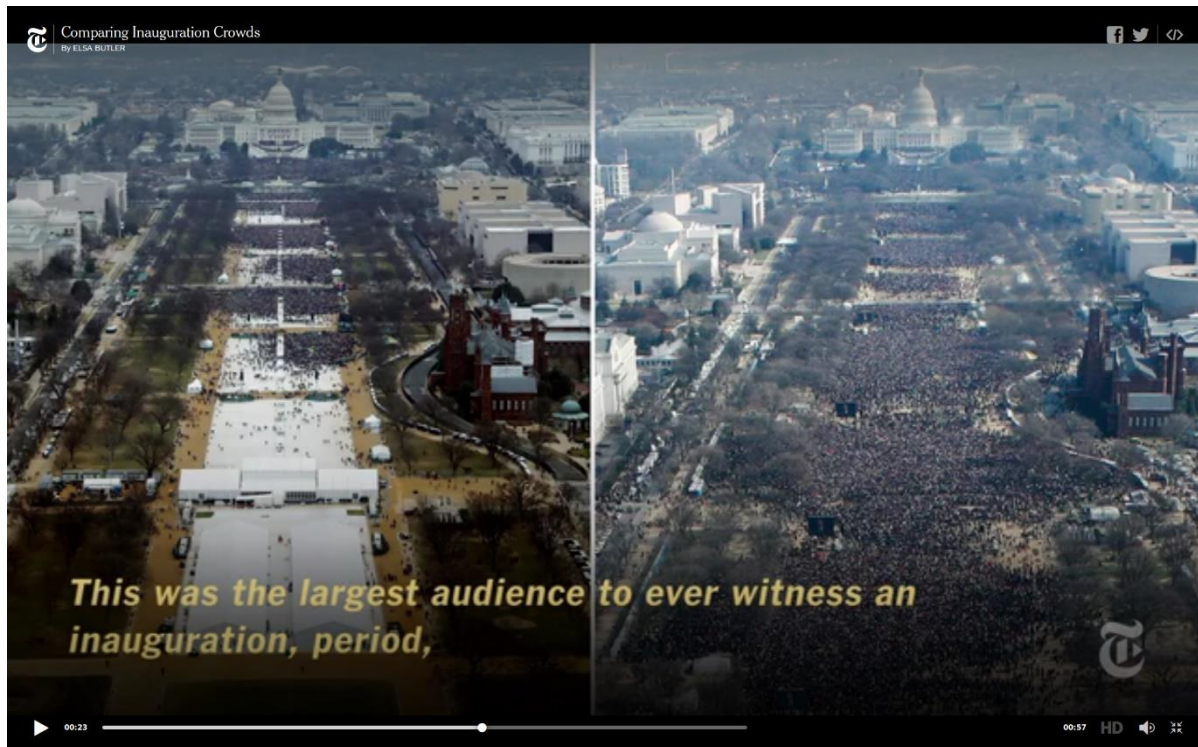 Comparing Inauguration Crowds
By ELSA BUTLER
This was the largest audience to ever witness an
inauguration, period,
00:23
00:57
HD